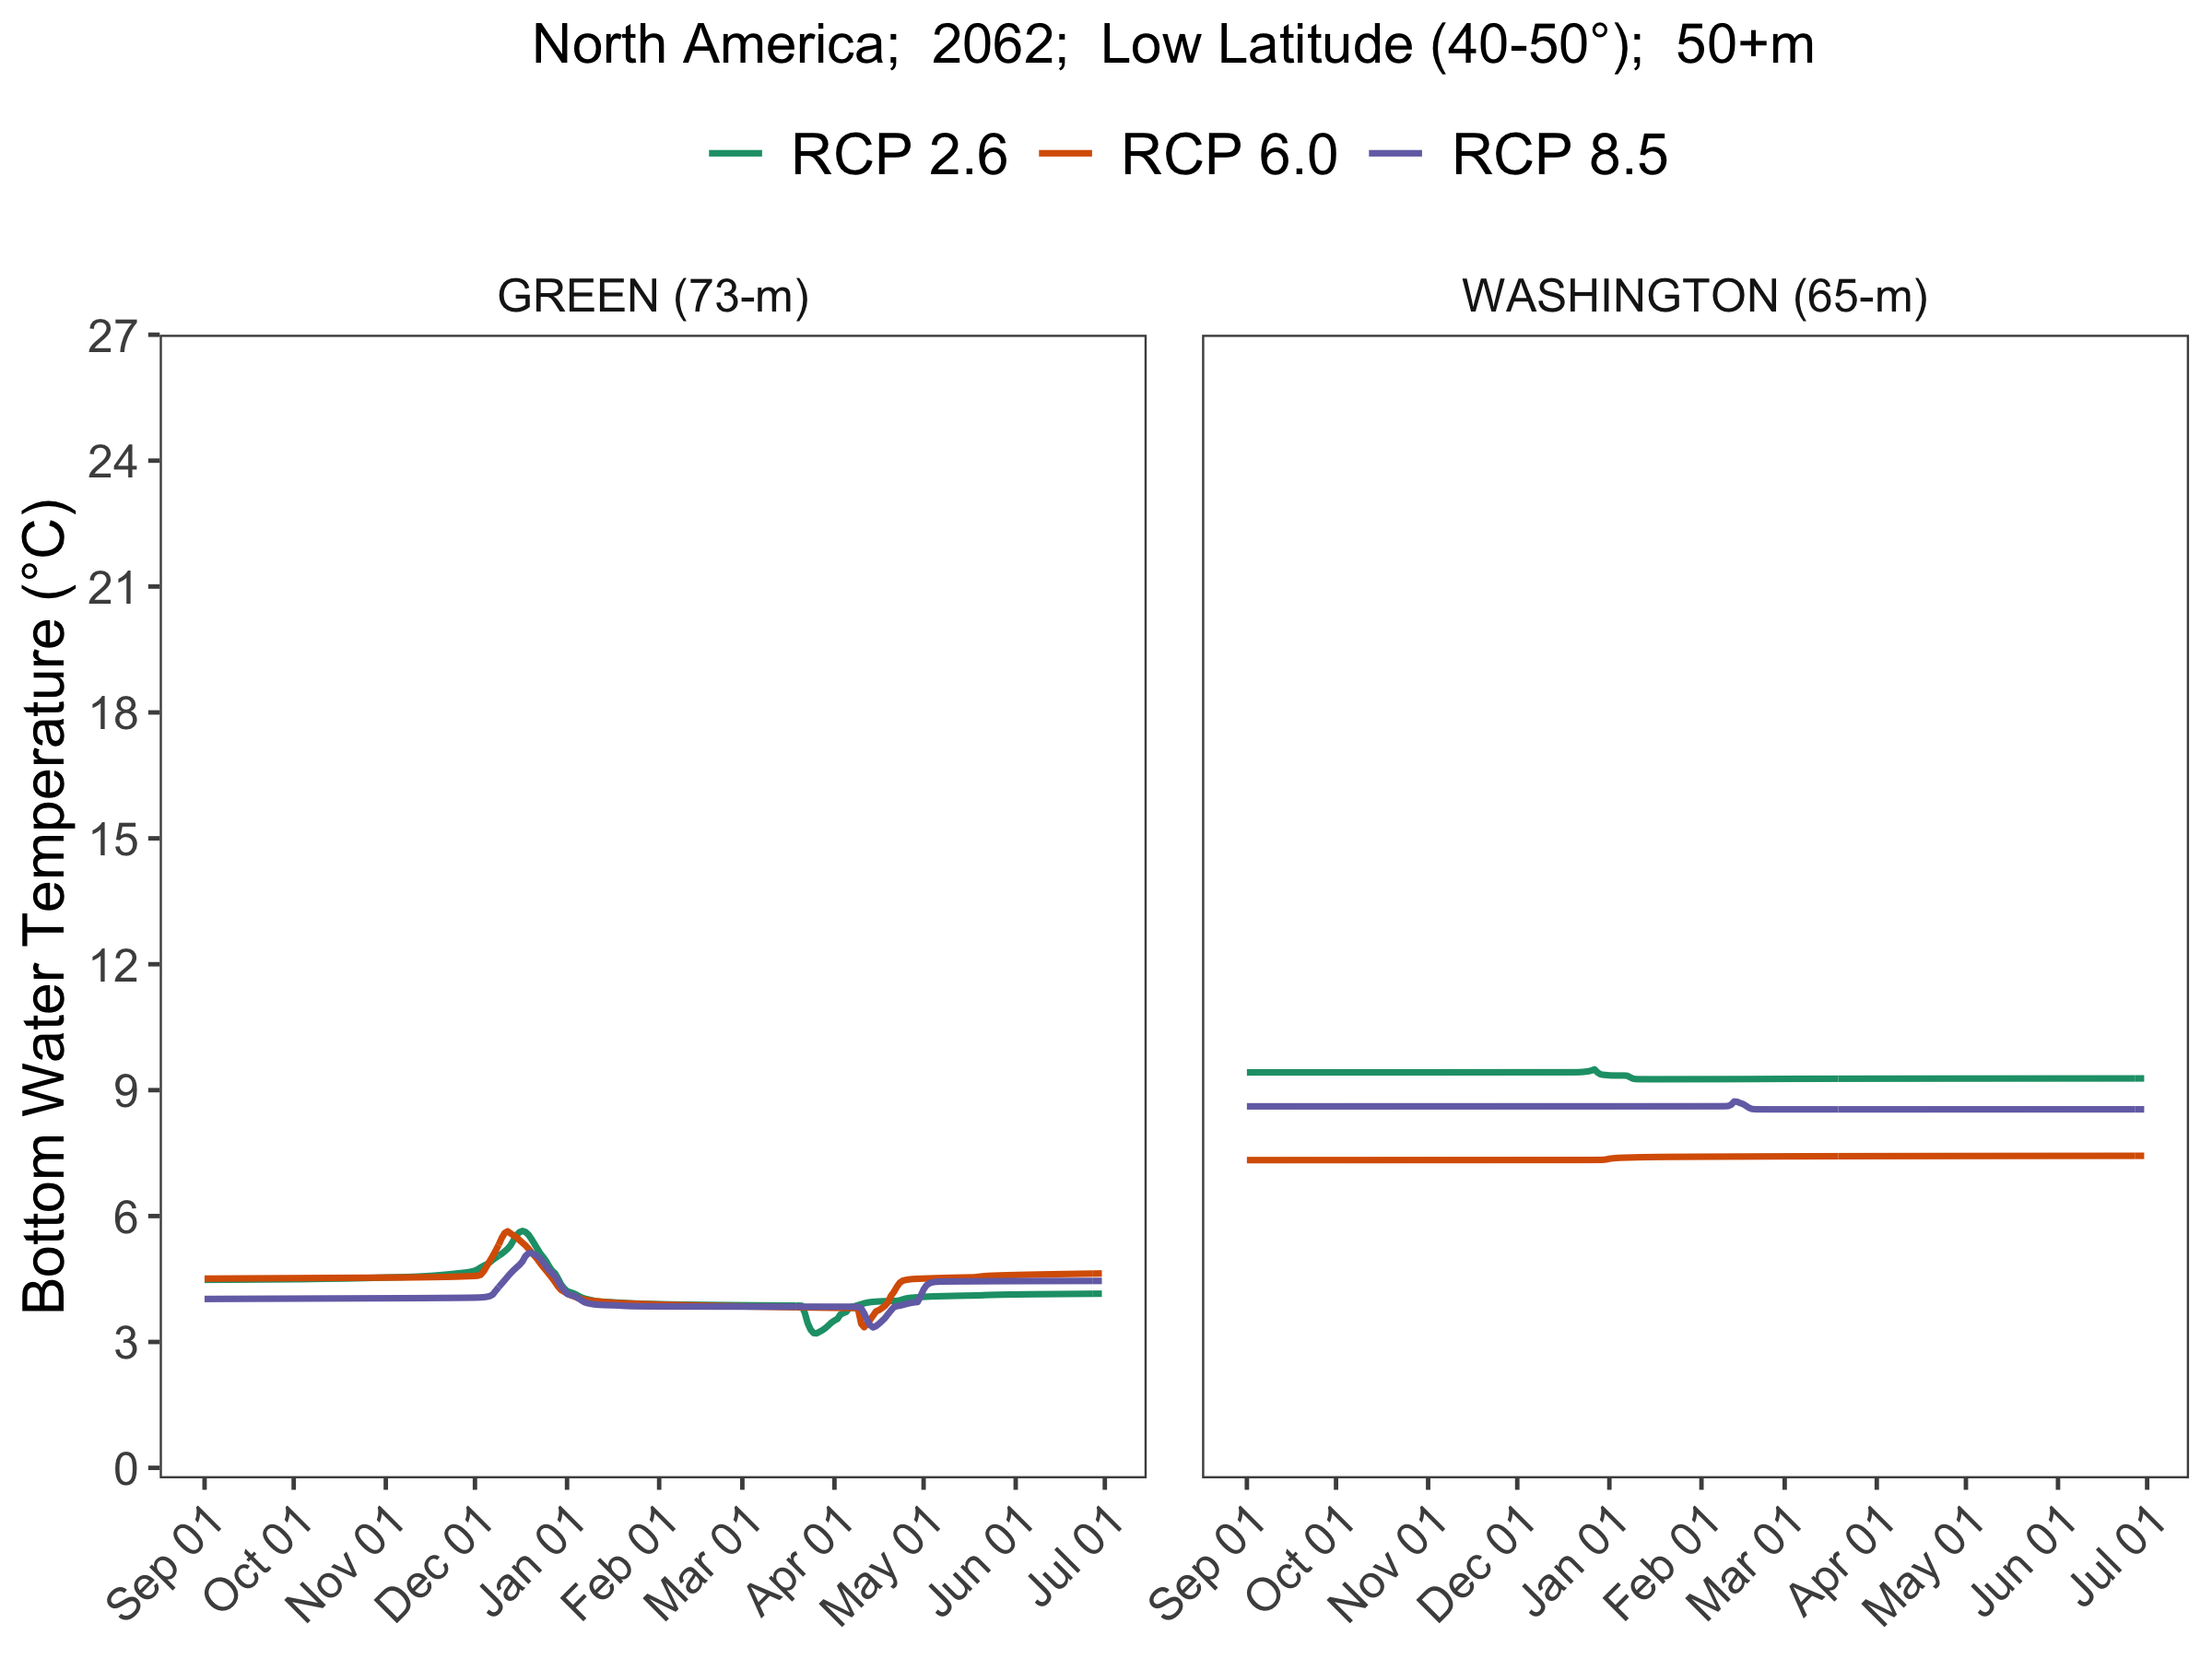 North America;  2062;  Low Latitude (40-50°);  50+m
RCP 2.6 RCP 6.0 RCP 8.5
GREEN (73-m) WASHINGTON (65-m)
Bottom Water Temperature (°C)
27
24
21
18
15
12
9
6
3
0
Sep 01 Oct 01 Nov 01 Dec 01 Jan 01 Feb 01 Mar 01 Apr 01 May 01 Jun 01 Jul 01 Sep 01 Oct 01 Nov 01 Dec 01 Jan 01 Feb 01 Mar 01 Apr 01 May 01 Jun 01 Jul 01